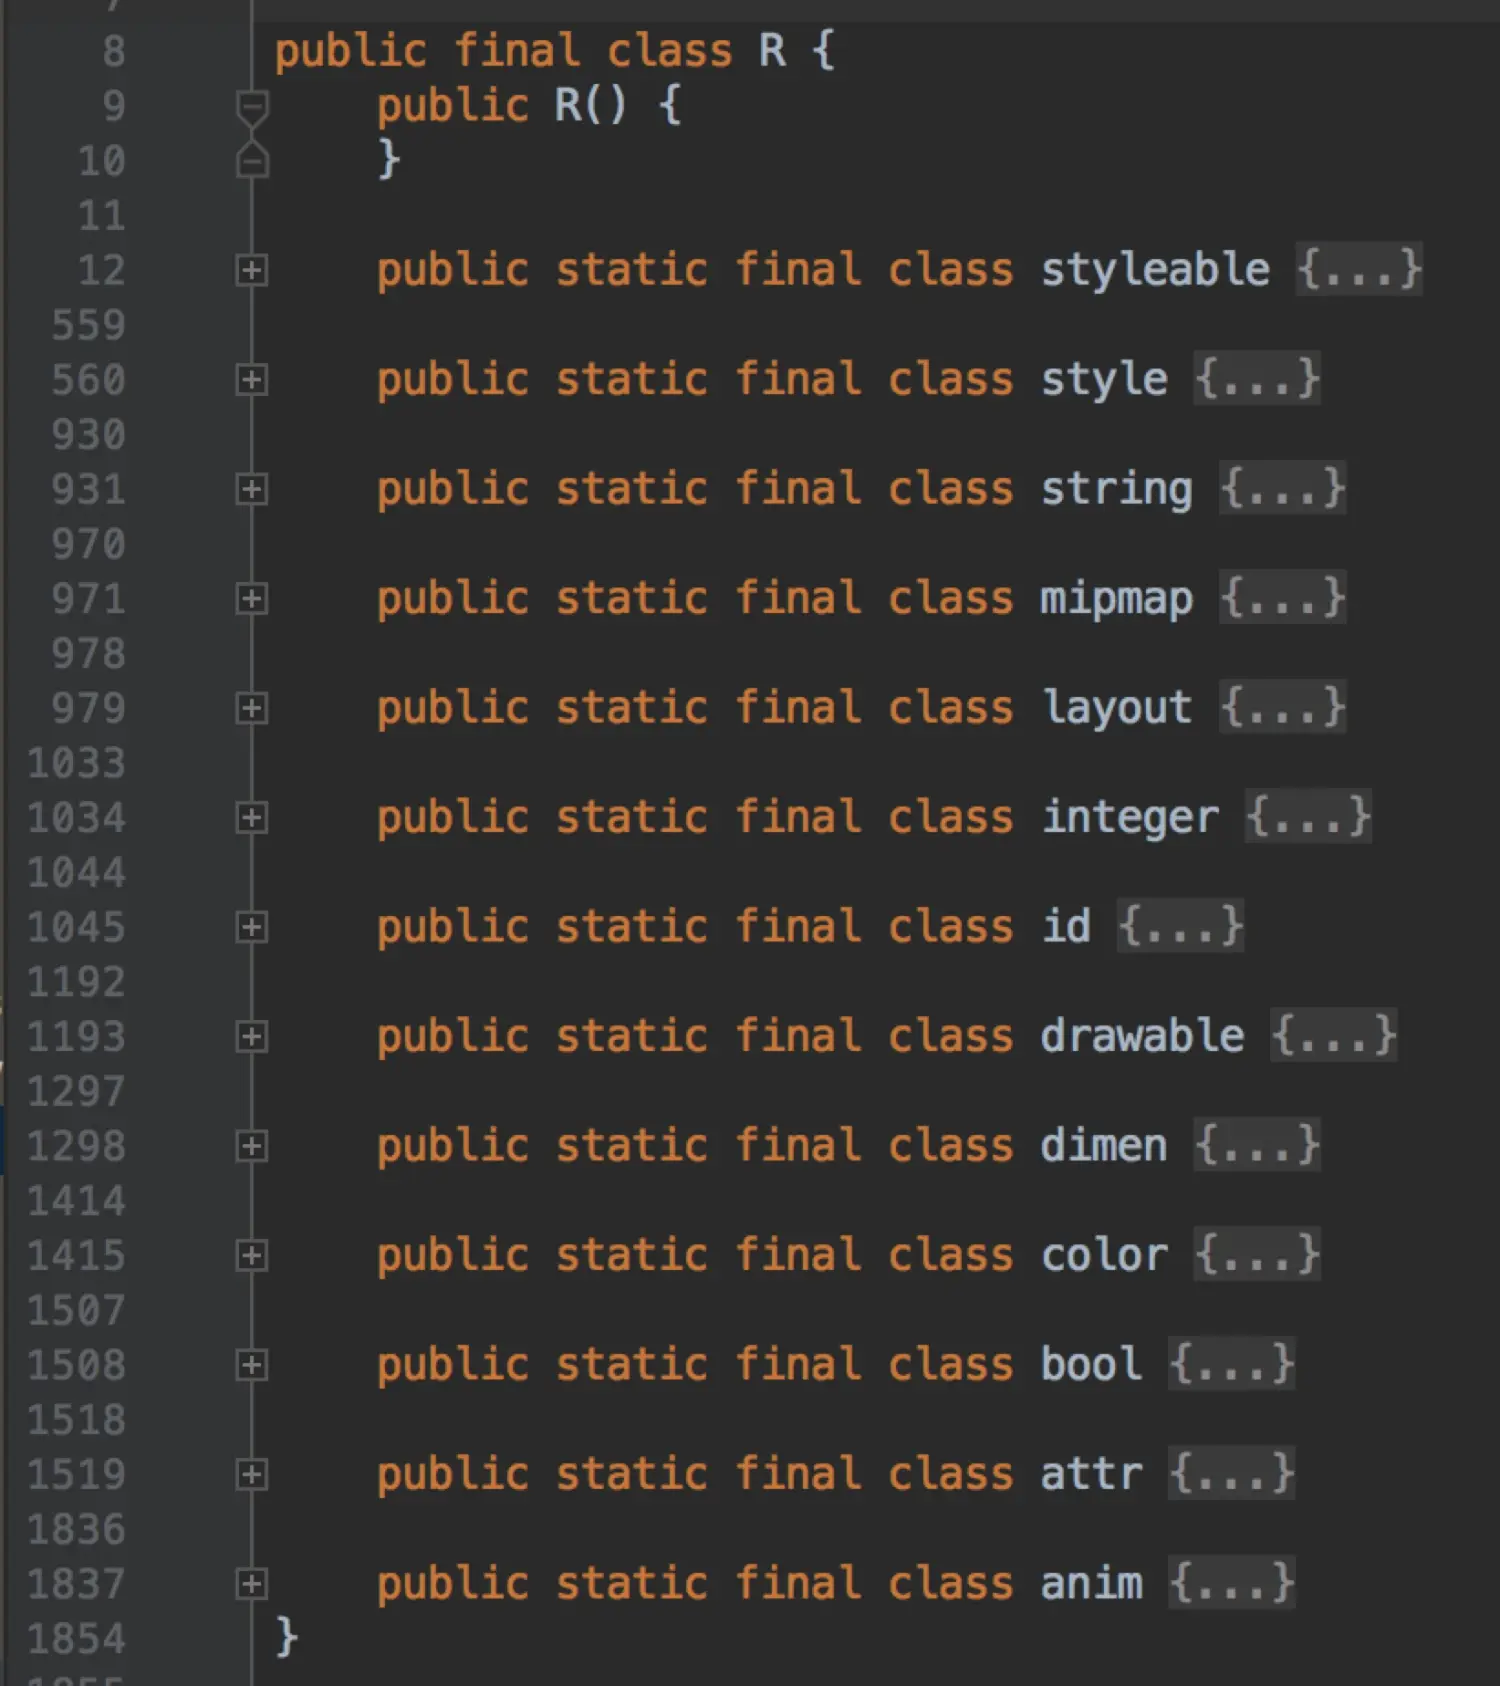 8 public final class R {
9 public R() {
10 }
11
12 public static final class styleable {...}
559
560 public static final class style {...}
930
931 public static final class string {...}
970
971 public static final class mipmap {...}
978
979 public static final class layout {...}
1033
1034 public static final class integer {...}
1044
1045 public static final class id {...}
1192
1193 public static final class drawable {...}
1297
1298 public static final class dimen {...}
1414
1415 public static final class color {...}
1507
1508 public static final class bool {...}
1518
1519 public static final class attr {...}
1836
1837 public static final class anim {...}
1854 }